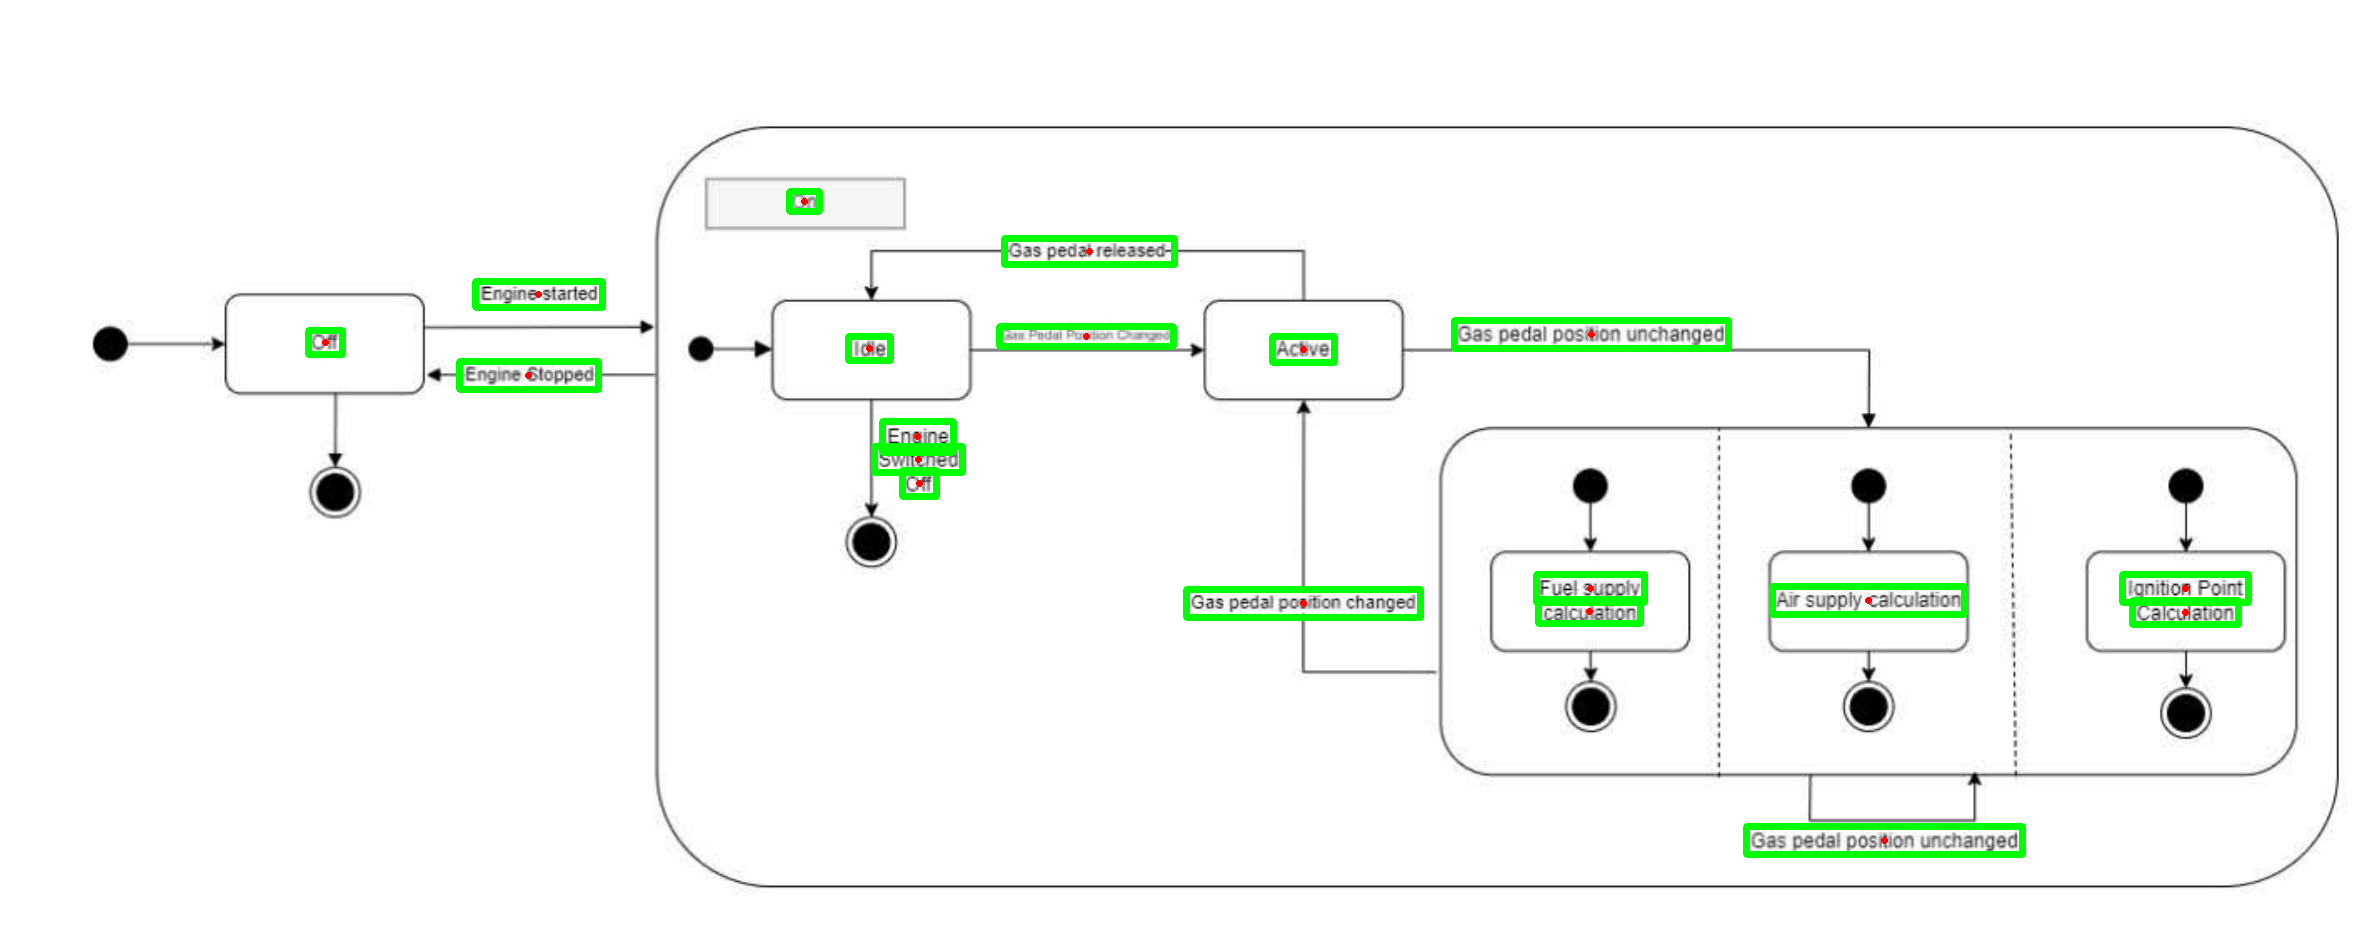 On
Gas pedal released
Engine started
Off
Engine Stopped
Idle
Gas Pedal Position Changed
Active
Gas pedal position unchanged
Engine
Switched
Off
Gas pedal position changed
Fuel supply
calculation
Air supply calculation
Ignition Point
Calculation
Gas pedal position unchanged